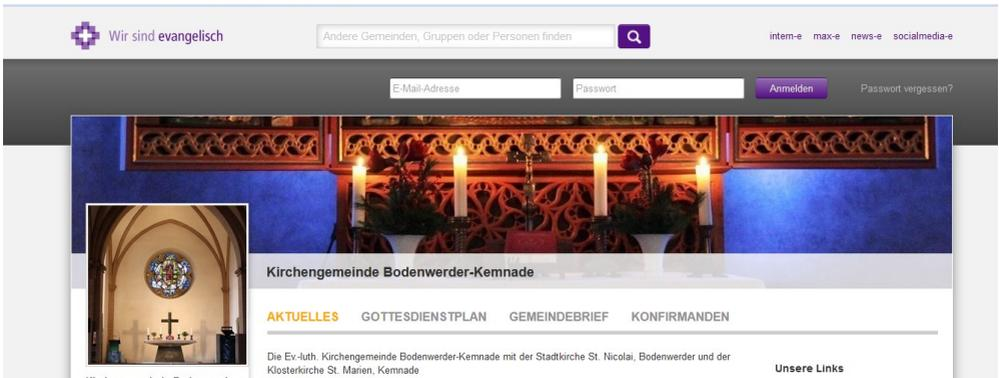 Wir sind evangelisch
Andere Gemeinden, Gruppen oder Personen finden
intern-e max-e news-e socialmedia-e
E-Mail-Adresse
Passwort
Anmelden
Passwort vergessen?
Kirchengemeinde Bodenwerder-Kemnade
AKTUELLES GOTTESDIENSTPLAN GEMEINDEBRIEF KONFIRMANDEN
Die Ev.-luth. Kirchengemeinde Bodenwerder-Kemnade mit der Stadtkirche St. Nicolai, Bodenwerder und der
Klosterkirche St. Marien, Kemnade
Unsere Links